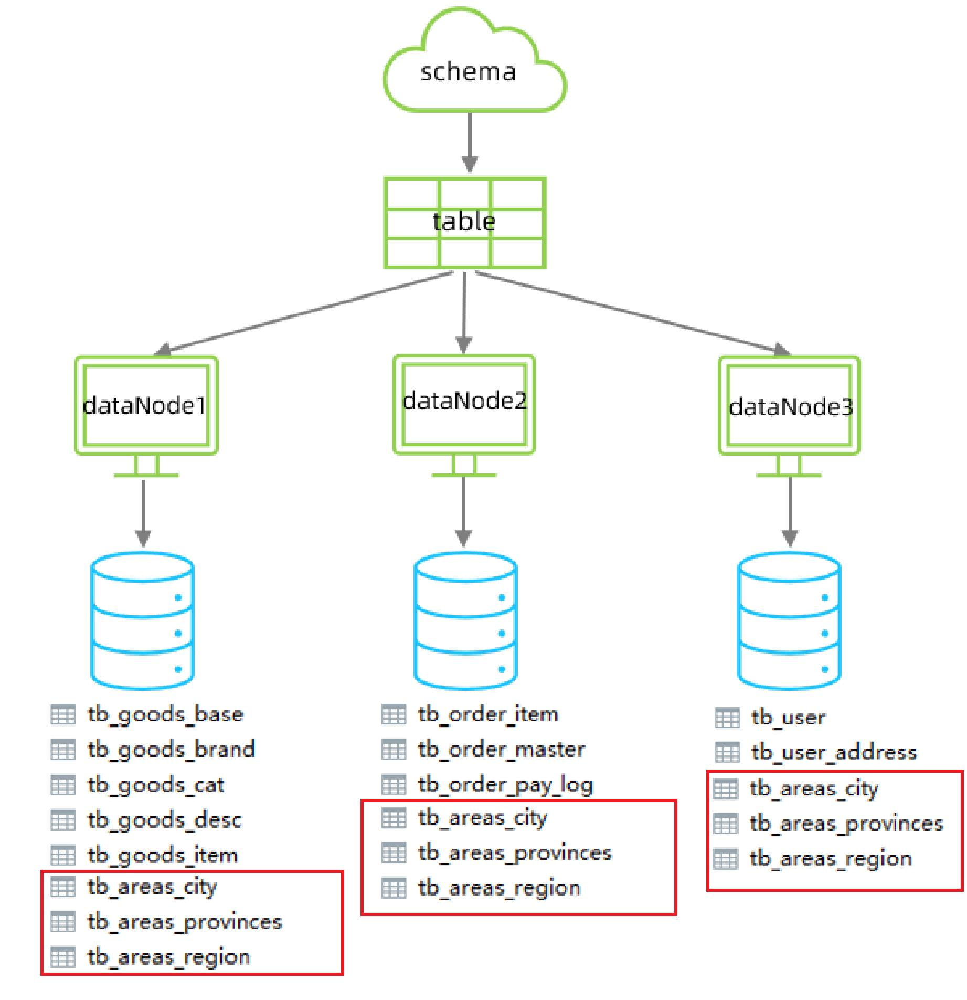 schema
table
dataNode1
dataNode2
dataNode3
tb_goods_base
tb_goods_brand
tb_goods_cat
tb_goods_desc
tb_goods_item
tb_areas_city
tb_areas_provinces
tb_areas_region
tb_order_item
tb_order_master
tb_order_pay_log
tb_areas_city
tb_areas_provinces
tb_areas_region
tb_user
tb_user_address
tb_areas_city
tb_areas_provinces
tb_areas_region